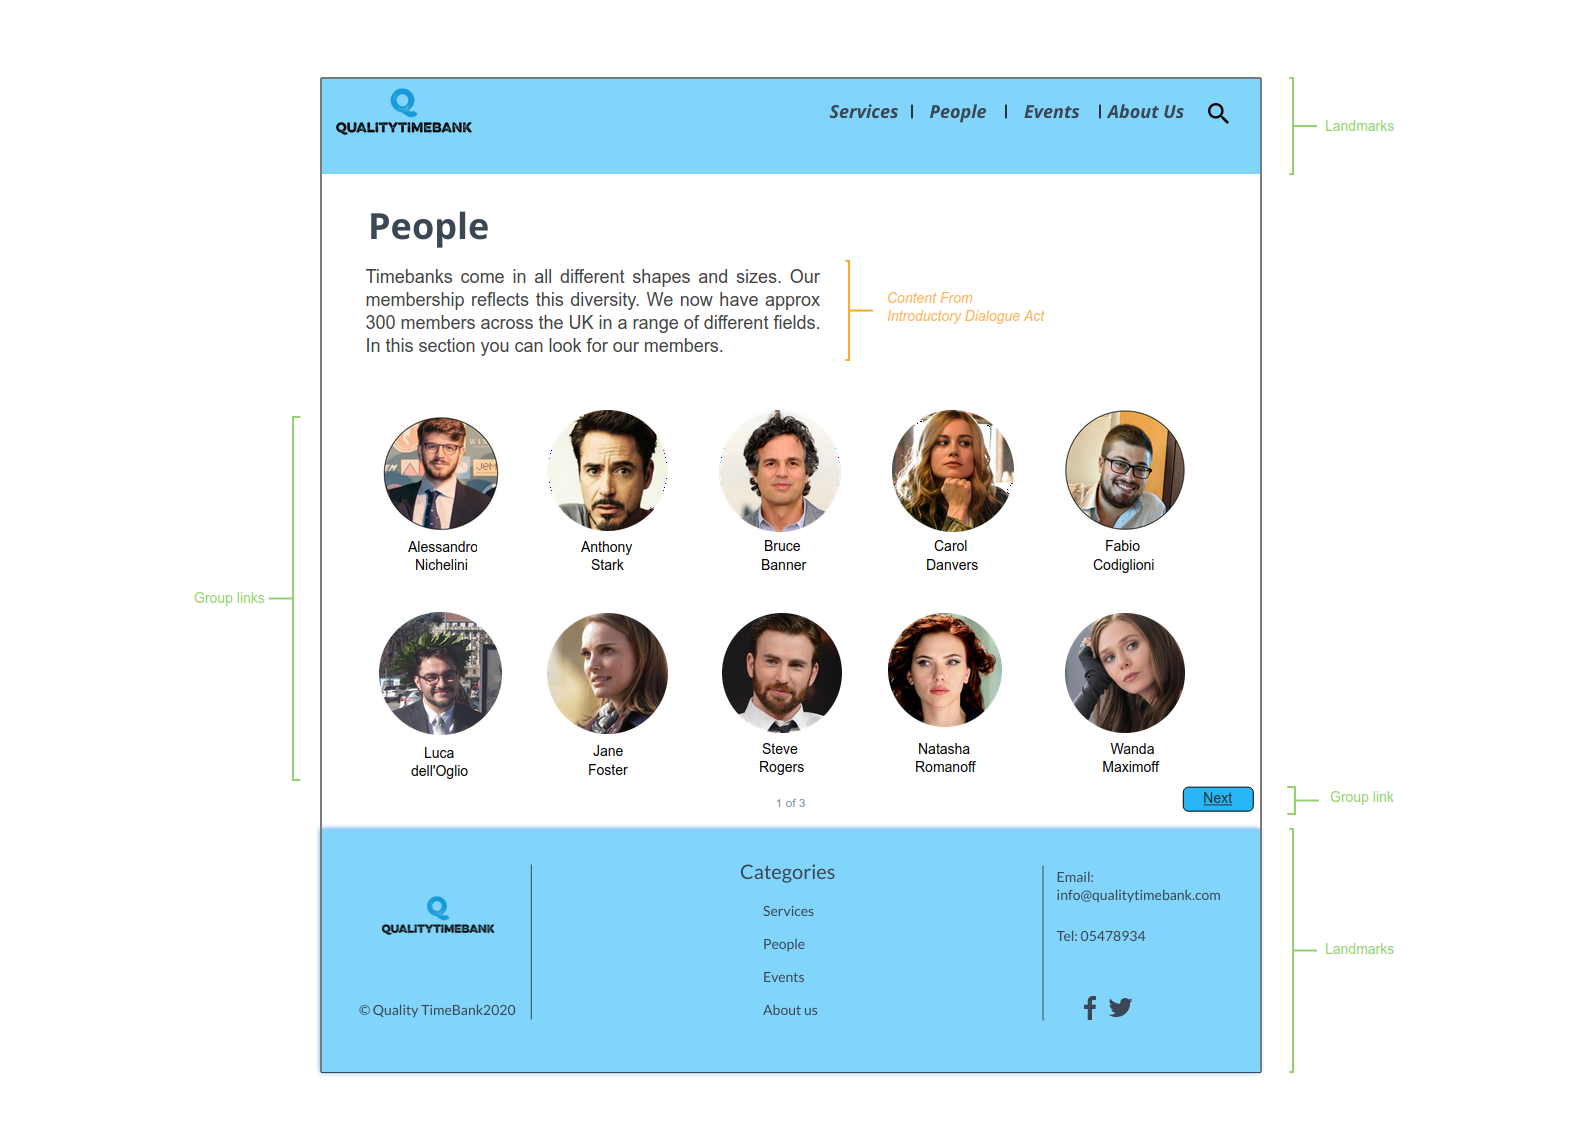 QUALITYTIMEBANK
Services | People | Events | About Us
Landmarks
People
Timebanks come in all different shapes and sizes. Our
membership reflects this diversity. We now have approx
300 members across the UK in a range of different fields.
In this section you can look for our members.
Content From
Introductory Dialogue Act
Group links
Alessandro
Nichelini
Anthony
Stark
Bruce
Banner
Carol
Danvers
Fabio
Codiglioni
Luca
dell'Oglio
Jane
Foster
Steve
Rogers
Natasha
Romanoff
Wanda
Maximoff
1 of 3
Next
Group link
QUALITYTIMEBANK
© Quality TimeBank2020
Categories
Services
People
Events
About us
Email:
info@qualitytimebank.com
Tel: 05478934
Landmarks